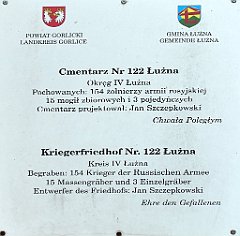 POWIAT GORLICKI
LANDKREIS GORLICE
GMINA ŁUŻNA
GEMEINDE ŁUŻNA
Cmentarz Nr 122 Łużna
Okręg IV Łużna
Pochowanych: 154 żołnierzy armii rosyjskiej
15 mogił zbiorowych i 3 pojedynczych
Cmentarz projektował: Jan Szczepkowski
Chwała Poległym
Kriegerfriedhof Nr. 122 Łużna
Kreis IV Łużna
Begraben: 154 Krieger der Russischen Armee
15 Massengräber und 3 Einzelgräber
Entwerfer des Friedhofs: Jan Szczepkowski
Ehre den Gefallenen